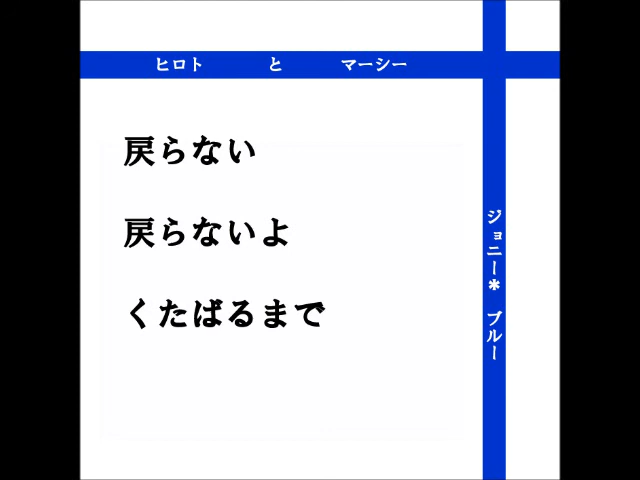 ヒロト と マーシー
戻らない
戻らないよ
くたばるまで
ジョニー* ブルー